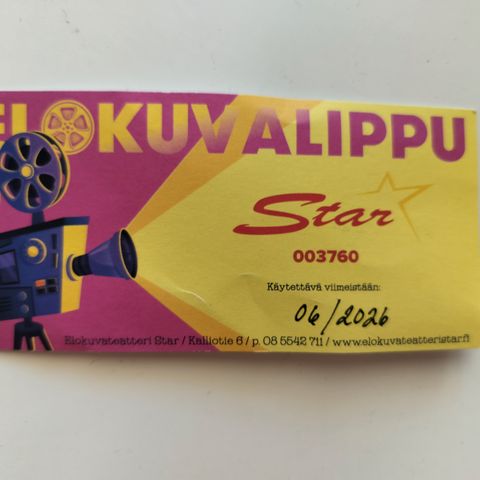 ELOKUVALIPPU
Star
003760
Käytettävä viimeistään:
06/2026
Elokuvateatteri Star / Kalliotie 6 / p. 08 5542 711 / www.elokuvateatteristar.fi